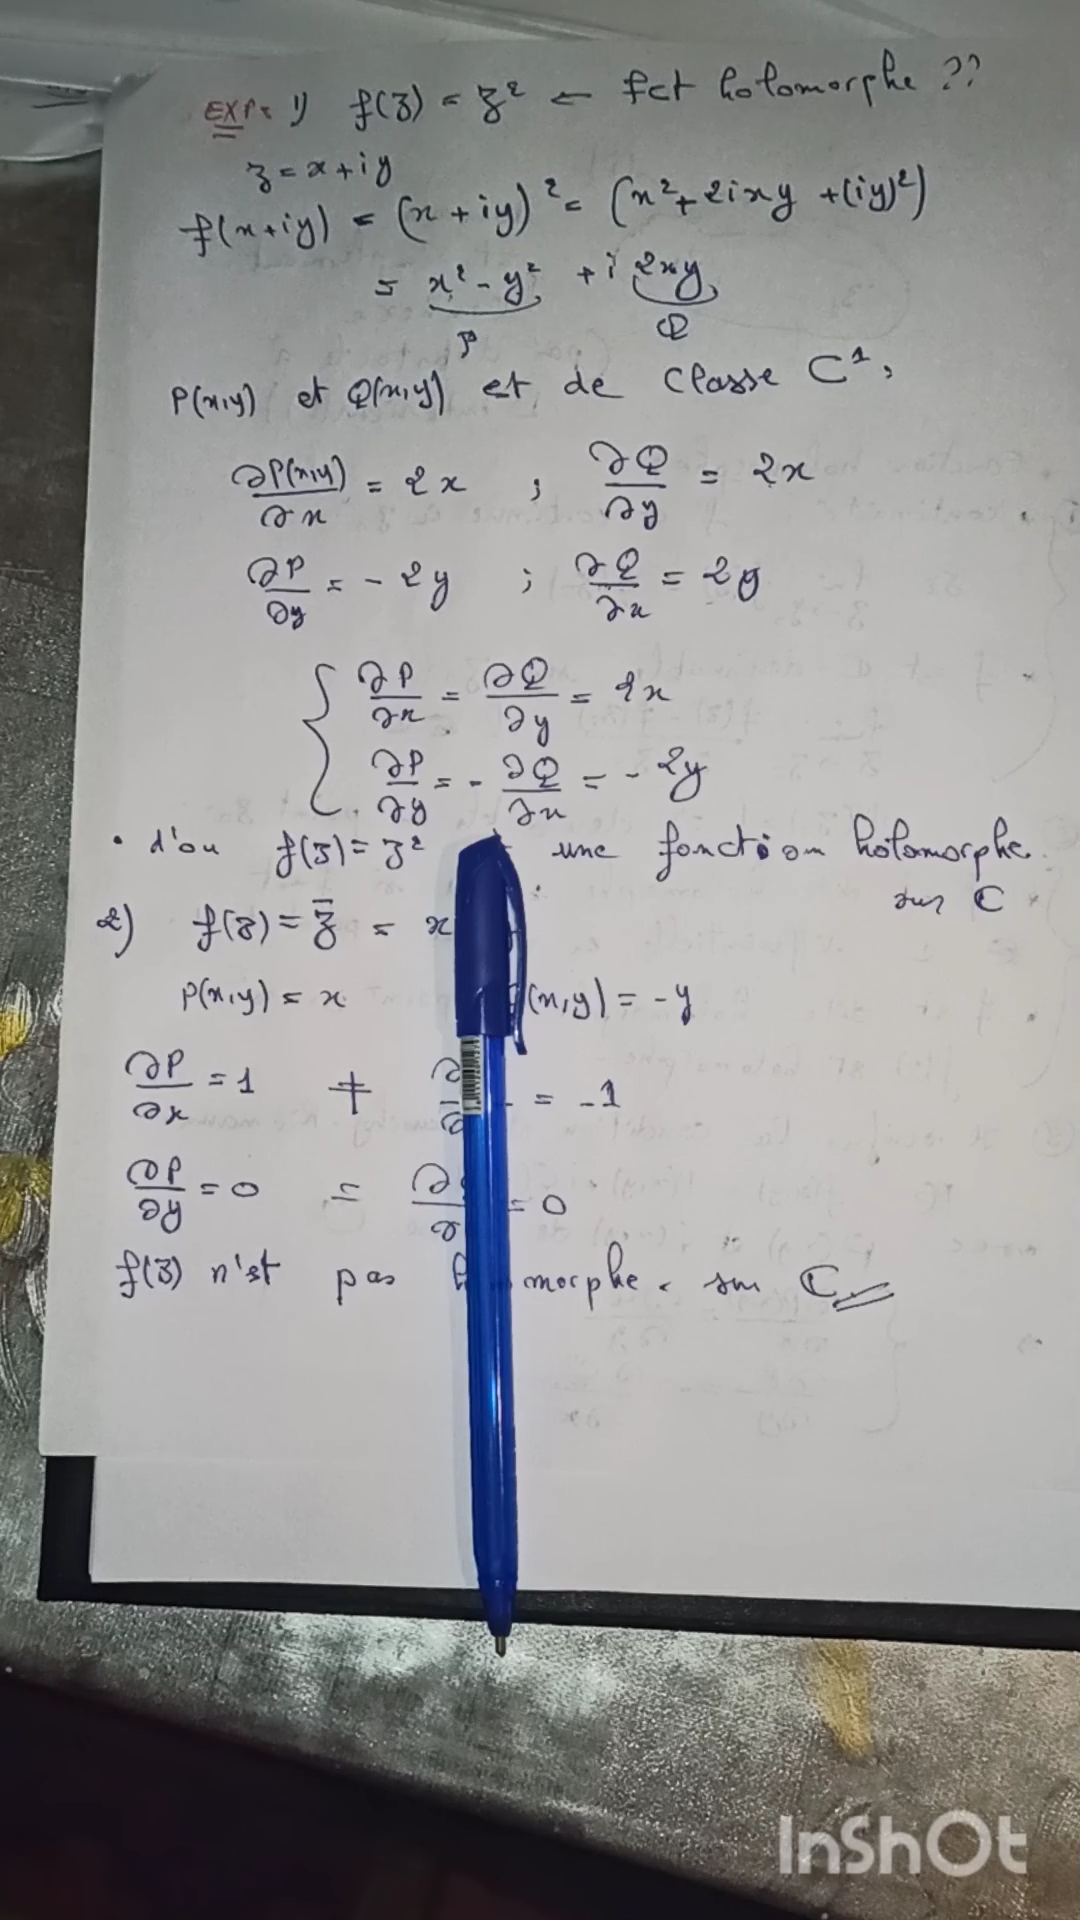 EXP: 1) f(z) = z² ← fct holomorphe ??
z = x + iy
f(x+iy) = (x + iy)² = (x² + 2ixy + (iy)²)
= x² - y² + i 2xy
P Q
P(x,y) et Q(x,y) et de classe C¹,
∂P(x,y)/∂x = 2x ; ∂Q/∂y = 2x
∂P/∂y = - 2y ; ∂Q/∂x = 2y
{ ∂P/∂x = ∂Q/∂y = 2x
∂P/∂y = - ∂Q/∂x = - 2y
• d'ou f(z) = z² une fonction holomorphe.
sur C
2) f(z) = z̄ = x
P(x,y) = x (x,y) = -y
∂P/∂x = 1 ≠ = -1
∂P/∂y = 0 = = 0
f(z) n'st pas morphe. sur C
InShOt